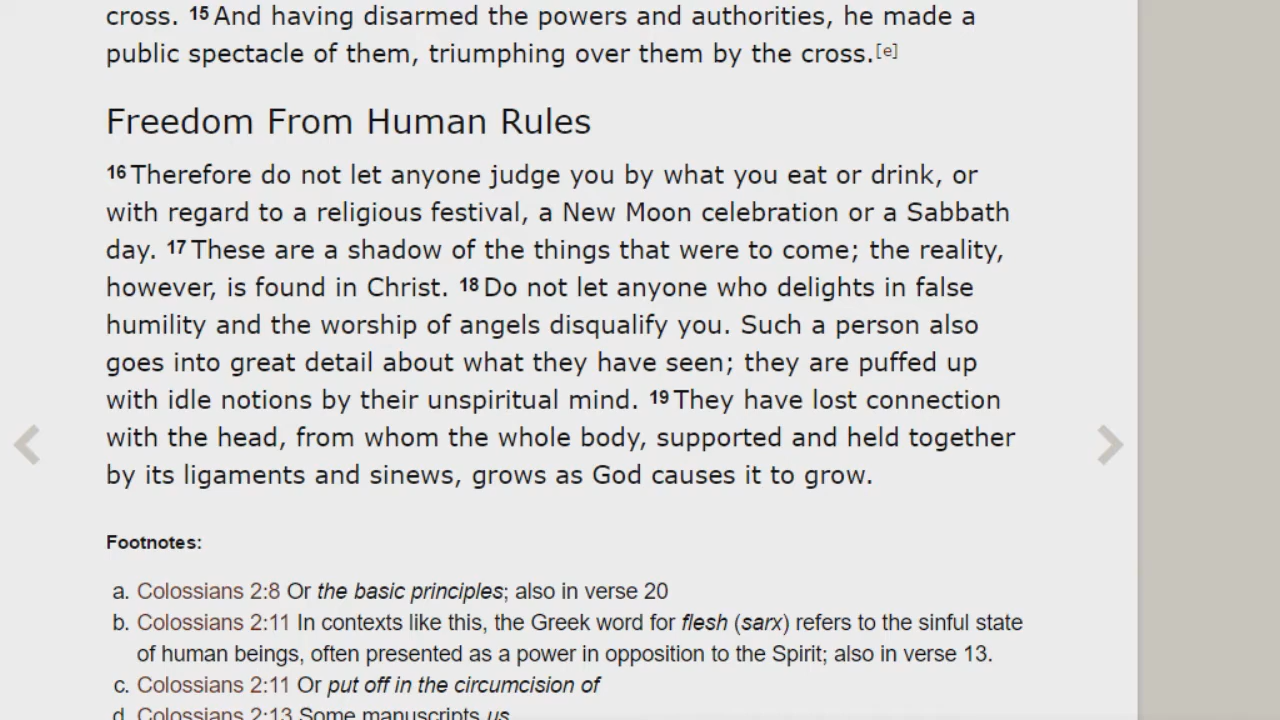 cross. 15 And having disarmed the powers and authorities, he made a
public spectacle of them, triumphing over them by the cross.[e]
Freedom From Human Rules
16 Therefore do not let anyone judge you by what you eat or drink, or
with regard to a religious festival, a New Moon celebration or a Sabbath
day. 17 These are a shadow of the things that were to come; the reality,
however, is found in Christ. 18 Do not let anyone who delights in false
humility and the worship of angels disqualify you. Such a person also
goes into great detail about what they have seen; they are puffed up
with idle notions by their unspiritual mind. 19 They have lost connection
with the head, from whom the whole body, supported and held together
by its ligaments and sinews, grows as God causes it to grow.
Footnotes:
a. Colossians 2:8 Or the basic principles; also in verse 20
b. Colossians 2:11 In contexts like this, the Greek word for flesh (sarx) refers to the sinful state
of human beings, often presented as a power in opposition to the Spirit; also in verse 13.
c. Colossians 2:11 Or put off in the circumcision of
d. Colossians 2:13 Some manuscripts us